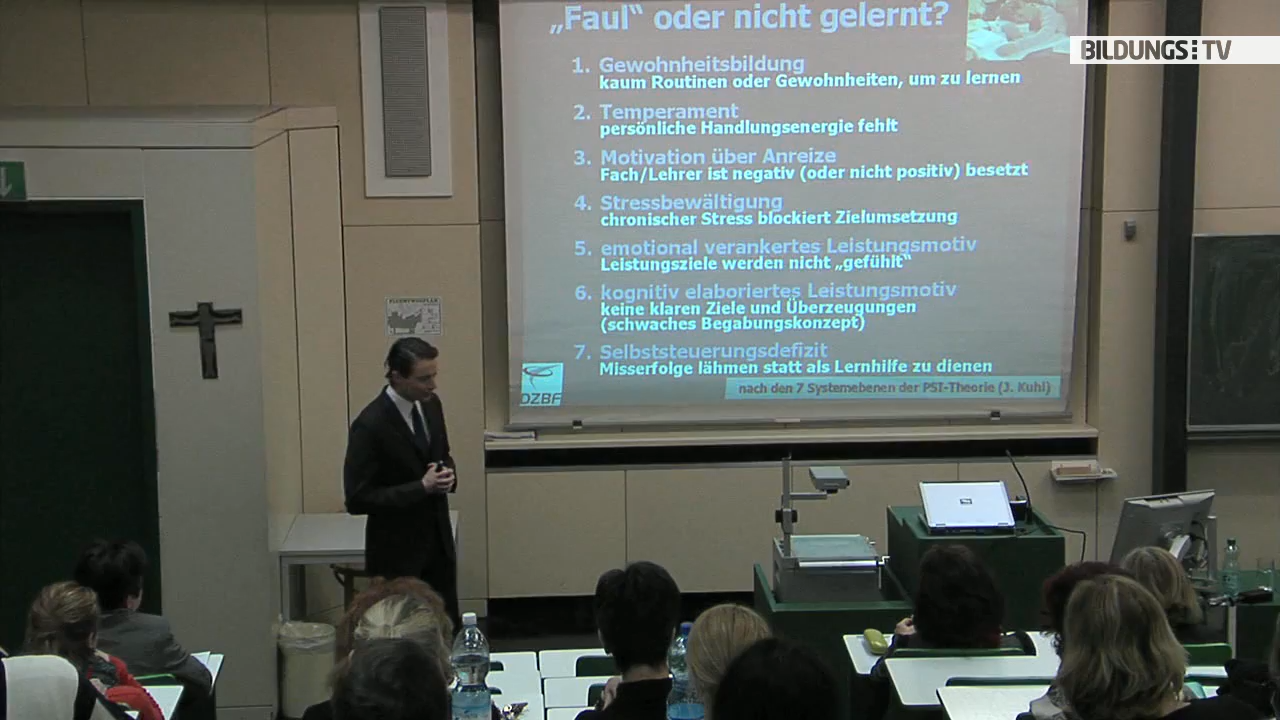 „Faul“ oder nicht gelernt?
BILDUNGS TV
1. Gewohnheitsbildung
kaum Routinen oder Gewohnheiten, um zu lernen
2. Temperament
persönliche Handlungsenergie fehlt
3. Motivation über Anreize
Fach/Lehrer ist negativ (oder nicht positiv) besetzt
4. Stressbewältigung
chronischer Stress blockiert Zielumsetzung
5. emotional verankertes Leistungsmotiv
Leistungsziele werden nicht „gefühlt“
6. kognitiv elaboriertes Leistungsmotiv
keine klaren Ziele und Überzeugungen
(schwaches Begabungskonzept)
7. Selbststeuerungsdefizit
Misserfolge lähmen statt als Lernhilfe zu dienen
nach den 7 Systemebenen der PSI-Theorie (J. Kuhl)
ÖZBF
FLUCHTWEGPLAN